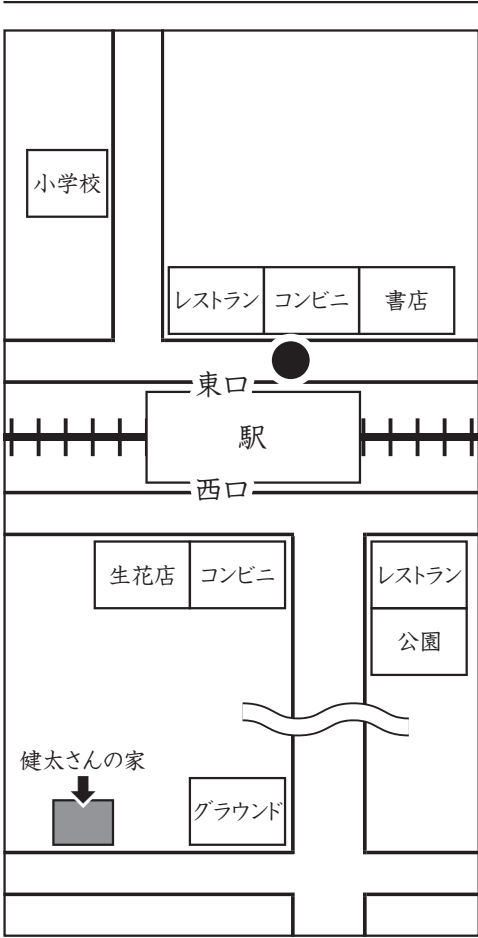 小学校
レストラン
コンビニ
書店
東口
駅
西口
生花店
コンビニ
レストラン
公園
健太さんの家
グラウンド